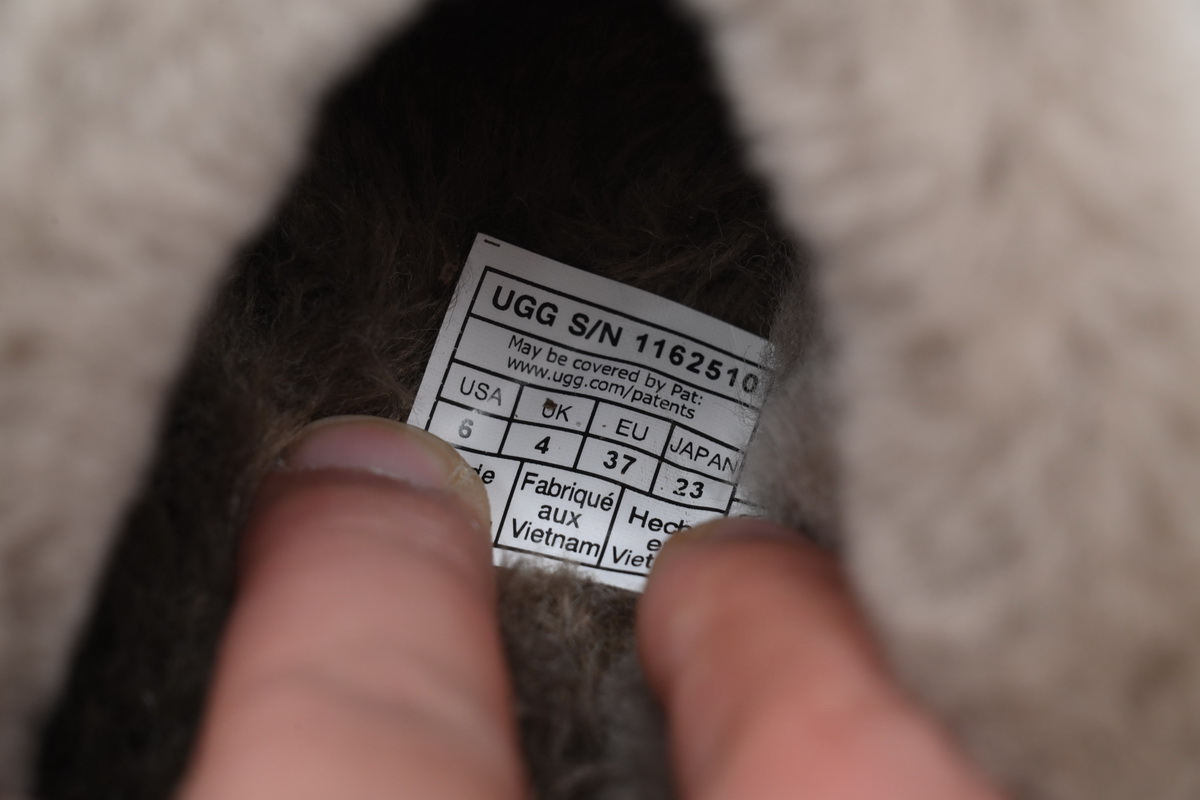 UGG S/N 1162510
May be covered by Pat:
www.ugg.com/patents
USA UK EU JAPAN
6 4 37 23
Fabriqué
aux
Vietnam